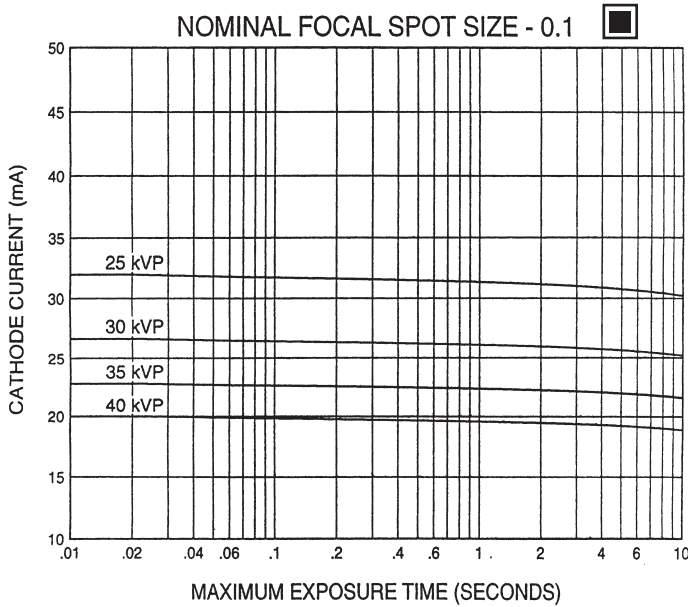 NOMINAL FOCAL SPOT SIZE - 0.1
50
45
40
35
30
25
20
15
10
CATHODE CURRENT (mA)
25 kVP
30 kVP
35 kVP
40 kVP
.01 .02 .04 .06 .1 .2 .4 .6 1 2 4 6 10
MAXIMUM EXPOSURE TIME (SECONDS)